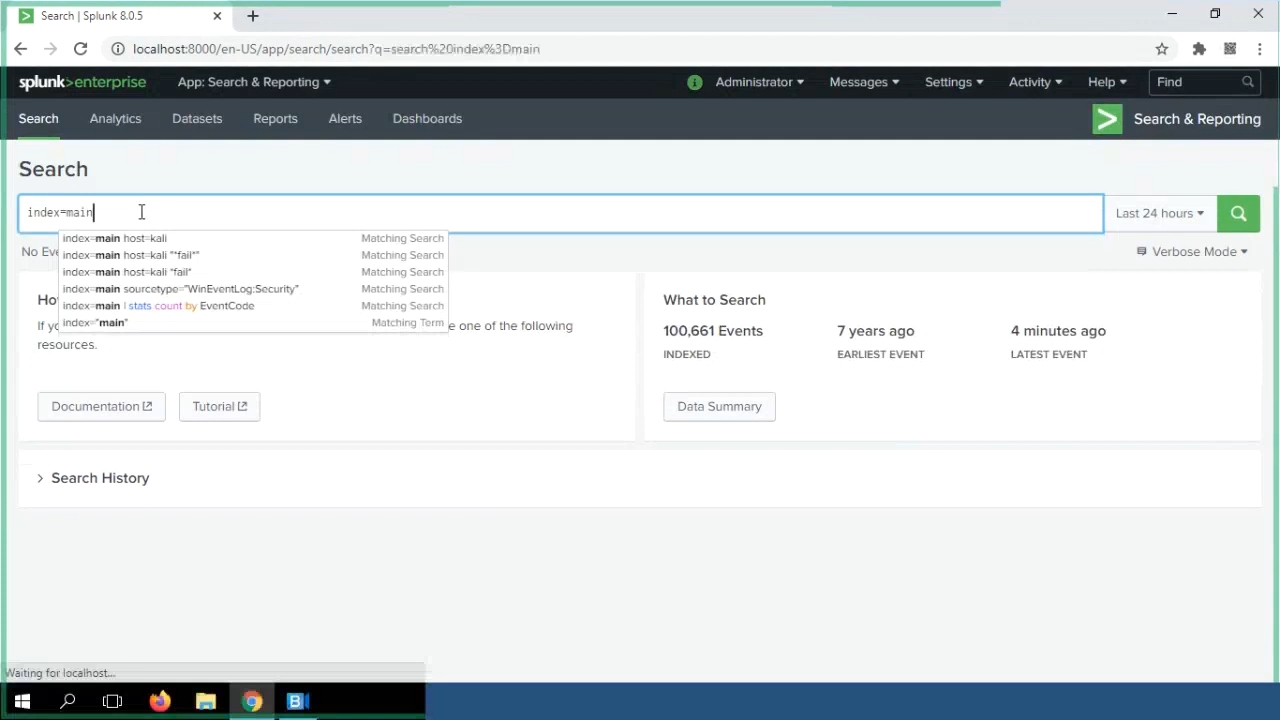 Search | Splunk 8.0.5
localhost:8000/en-US/app/search/search?q=search%20index%3Dmain
splunk>enterprise App: Search & Reporting Administrator Messages Settings Activity Help Find
Search Analytics Datasets Reports Alerts Dashboards Search & Reporting
Search
index=main Last 24 hours
index=main host=kali Matching Search
index=main host=kali "*fail*" Matching Search
index=main host=kali "fail" Matching Search
index=main sourcetype="WinEventLog:Security" Matching Search
index=main | stats count by EventCode Matching Search
index="main" Matching Term
No Eve Verbose Mode
If yo e one of the following
resources.
Documentation Tutorial
What to Search
100,661 Events 7 years ago 4 minutes ago
INDEXED EARLIEST EVENT LATEST EVENT
Data Summary
Search History
Waiting for localhost...